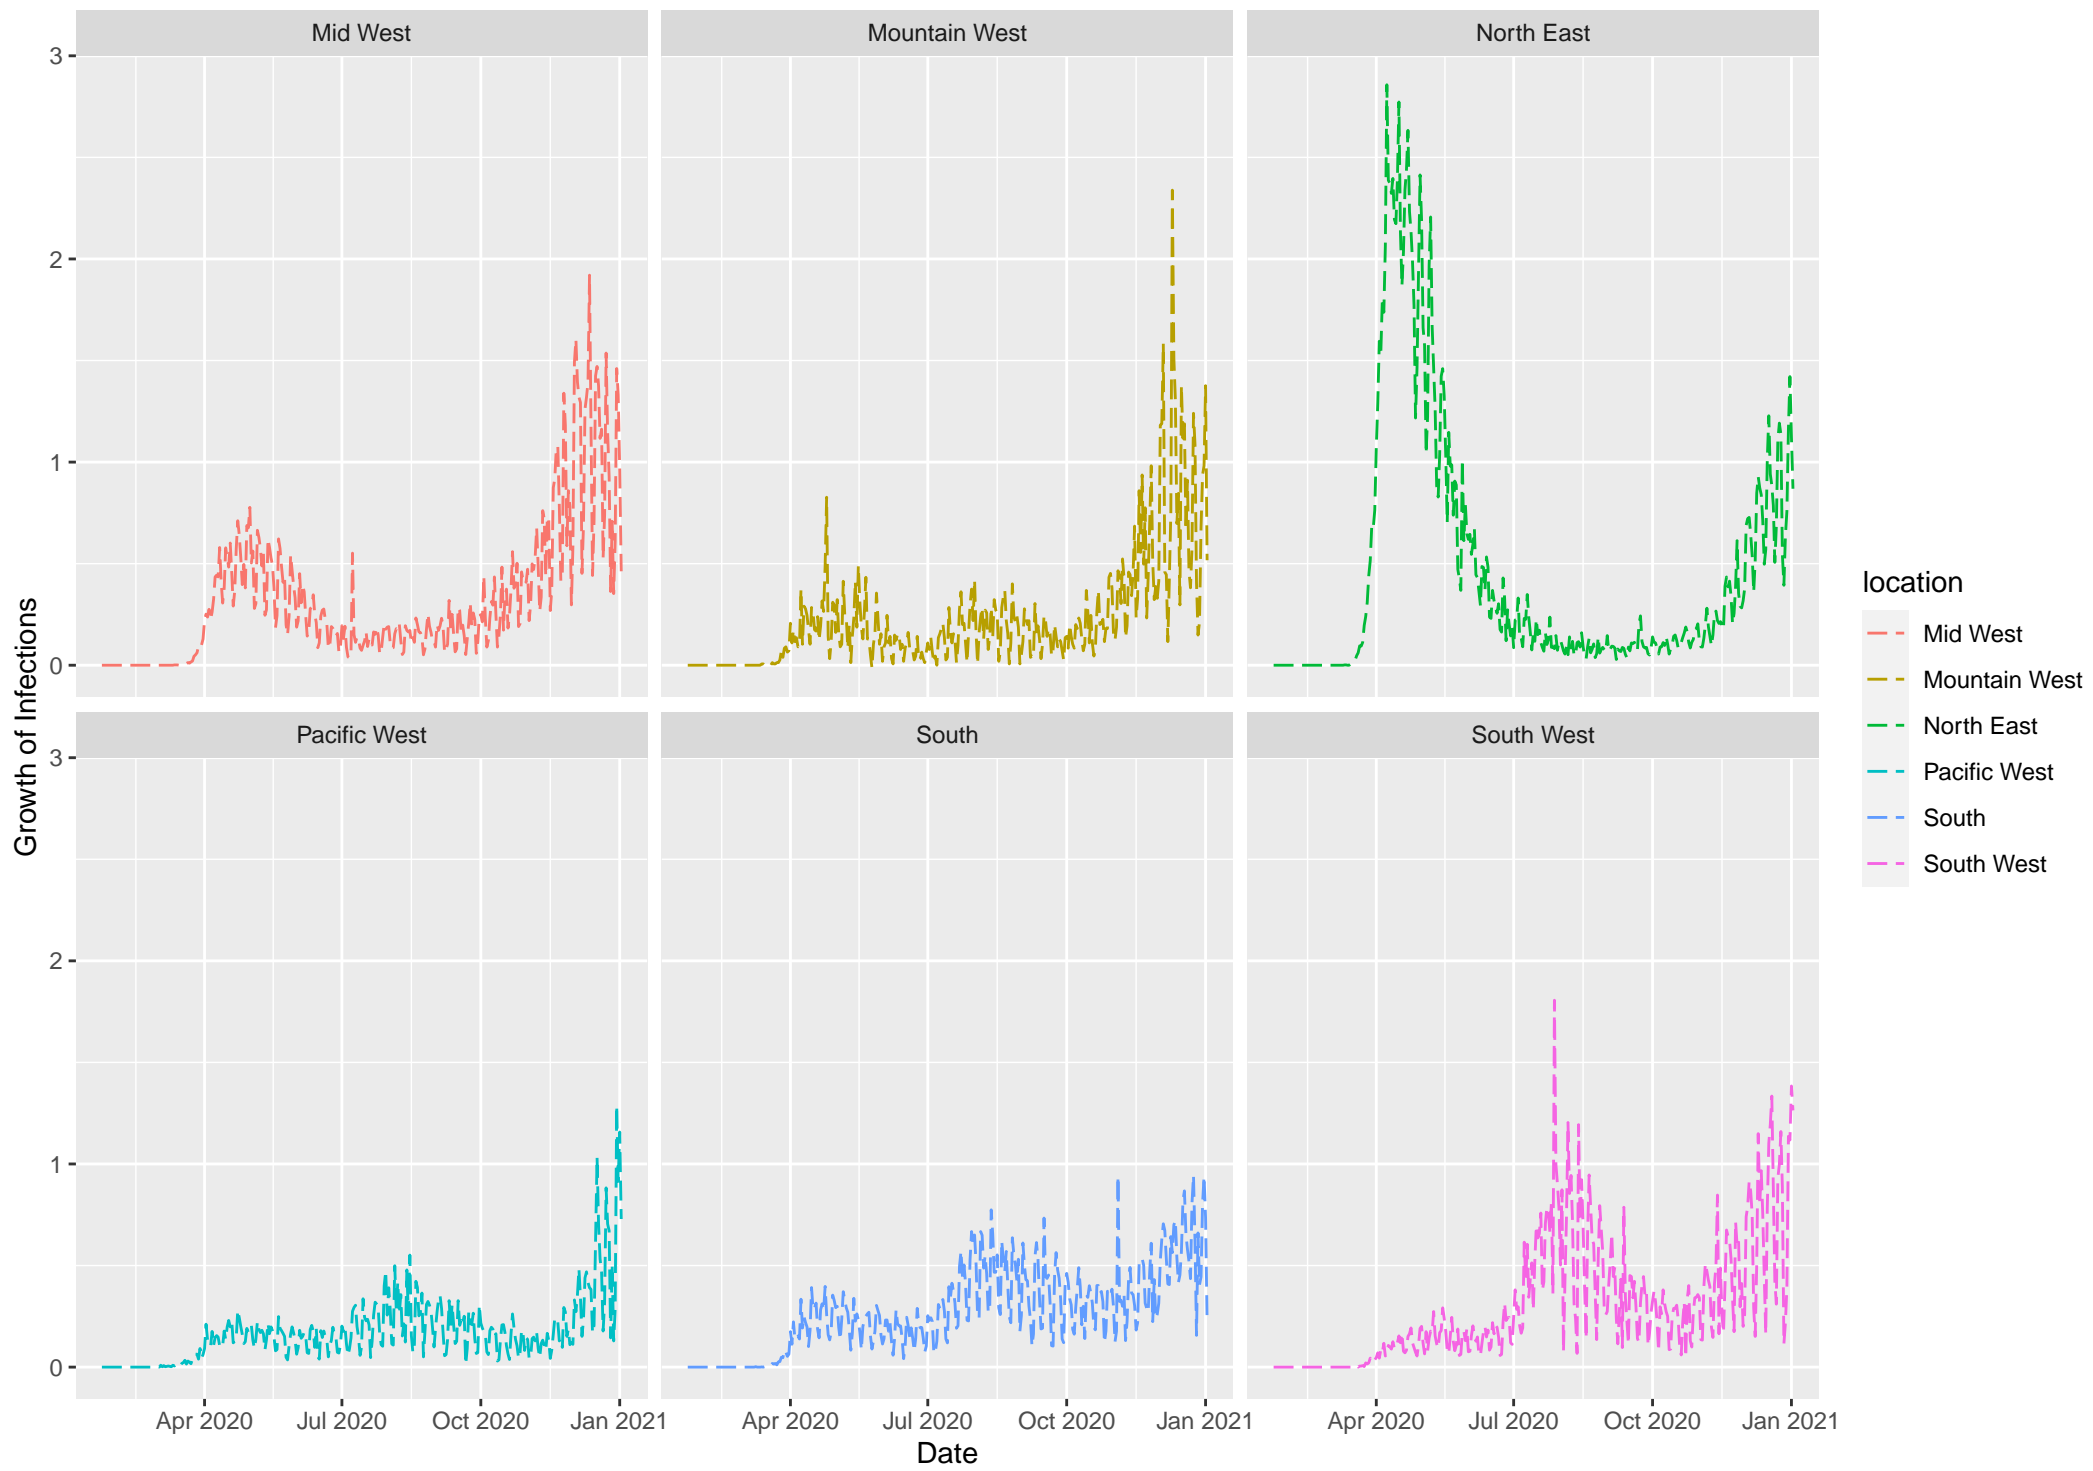 Mid West
Mountain West
North East
3
2
1
0
Pacific West
South
South West
3
2
1
0
Growth of Infections
Apr 2020
Jul 2020
Oct 2020
Jan 2021
Apr 2020
Jul 2020
Oct 2020
Jan 2021
Apr 2020
Jul 2020
Oct 2020
Jan 2021
Date
location
Mid West
Mountain West
North East
Pacific West
South
South West